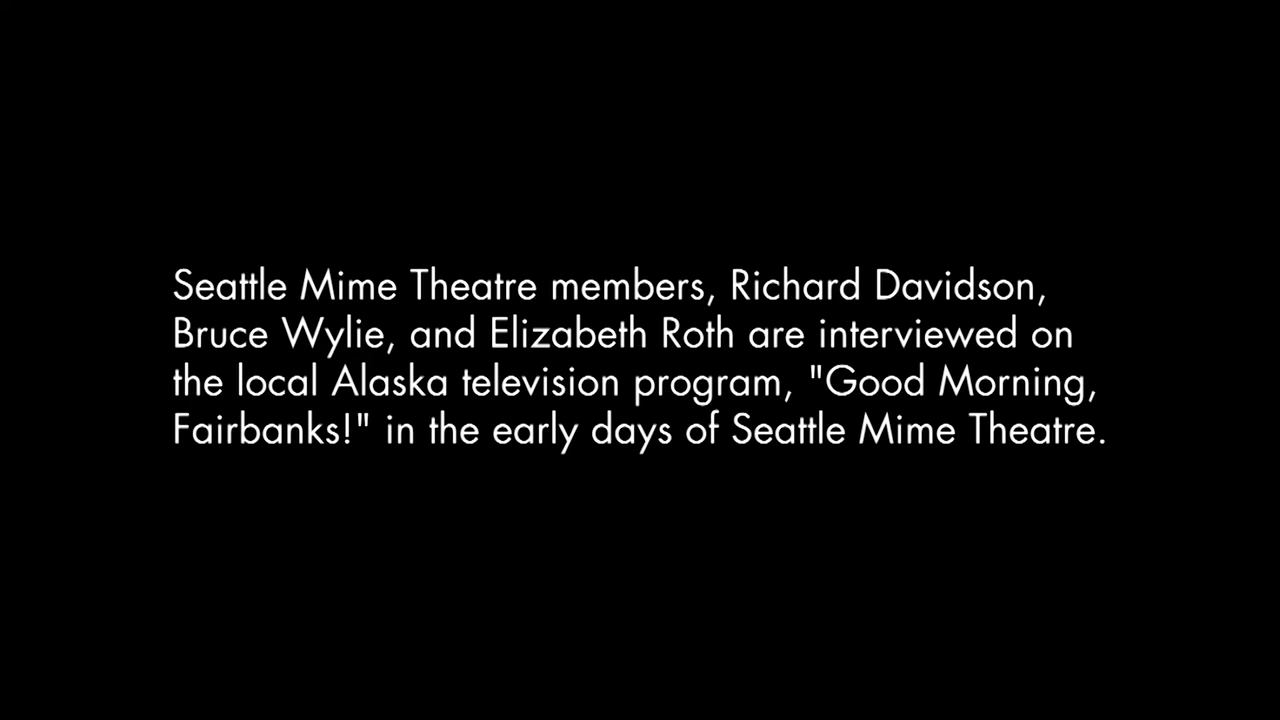 Seattle Mime Theatre members, Richard Davidson,
Bruce Wylie, and Elizabeth Roth are interviewed on
the local Alaska television program, "Good Morning,
Fairbanks!" in the early days of Seattle Mime Theatre.